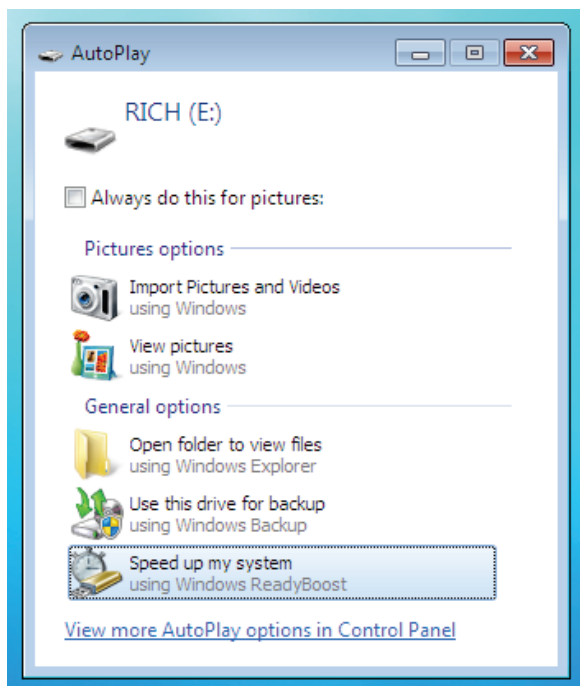 AutoPlay
RICH (E:)
Always do this for pictures:
Pictures options
Import Pictures and Videos
using Windows
View pictures
using Windows
General options
Open folder to view files
using Windows Explorer
Use this drive for backup
using Windows Backup
Speed up my system
using Windows ReadyBoost
View more AutoPlay options in Control Panel